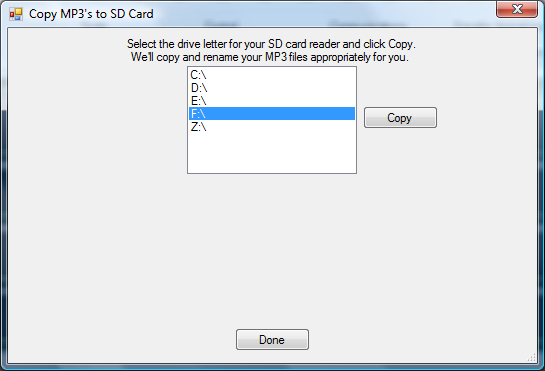 Copy MP3's to SD Card
Select the drive letter for your SD card reader and click Copy.
We'll copy and rename your MP3 files appropriately for you.
C:\
D:\
E:\
F:\
Z:\
Copy
Done